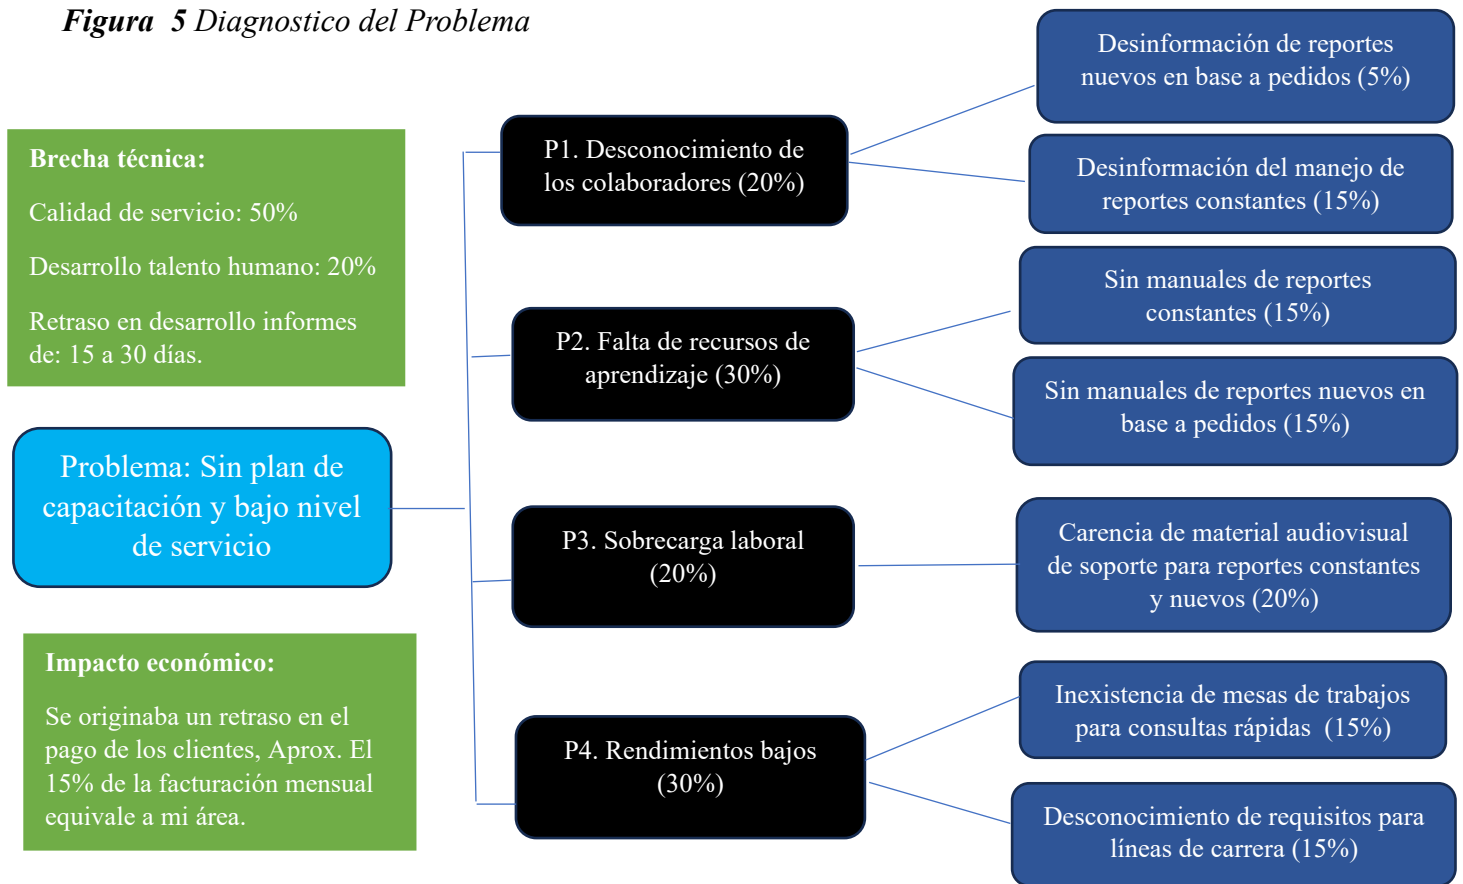 Figura 5 Diagnostico del Problema
Brecha técnica:
Calidad de servicio: 50%
Desarrollo talento humano: 20%
Retraso en desarrollo informes
de: 15 a 30 días.
Problema: Sin plan de
capacitación y bajo nivel
de servicio
Impacto económico:
Se originaba un retraso en el
pago de los clientes, Aprox. El
15% de la facturación mensual
equivale a mi área.
P1. Desconocimiento de
los colaboradores (20%)
P2. Falta de recursos de
aprendizaje (30%)
P3. Sobrecarga laboral
(20%)
P4. Rendimientos bajos
(30%)
Desinformación de reportes
nuevos en base a pedidos (5%)
Desinformación del manejo de
reportes constantes (15%)
Sin manuales de reportes
constantes (15%)
Sin manuales de reportes nuevos en
base a pedidos (15%)
Carencia de material audiovisual
de soporte para reportes constantes
y nuevos (20%)
Inexistencia de mesas de trabajos
para consultas rápidas (15%)
Desconocimiento de requisitos para
líneas de carrera (15%)